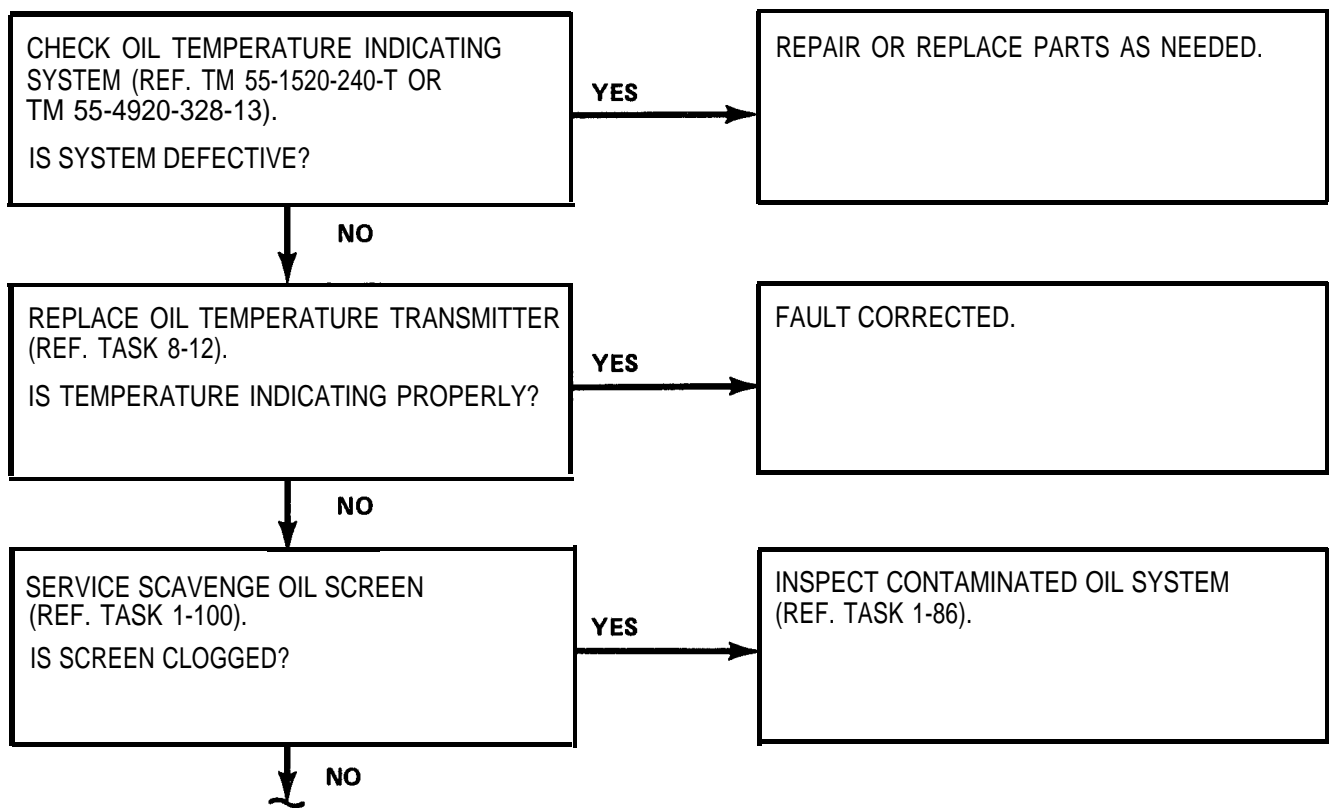 CHECK OIL TEMPERATURE INDICATING
SYSTEM (REF. TM 55-1520-240-T OR
TM 55-4920-328-13).
IS SYSTEM DEFECTIVE?
YES
REPAIR OR REPLACE PARTS AS NEEDED.
NO
REPLACE OIL TEMPERATURE TRANSMITTER
(REF. TASK 8-12).
IS TEMPERATURE INDICATING PROPERLY?
YES
FAULT CORRECTED.
NO
SERVICE SCAVENGE OIL SCREEN
(REF. TASK 1-100).
IS SCREEN CLOGGED?
YES
INSPECT CONTAMINATED OIL SYSTEM
(REF. TASK 1-86).
NO